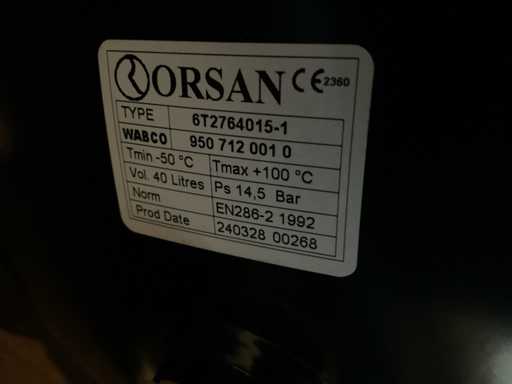 ORSAN CE 2360
TYPE 6T2764015-1
WABCO 950 712 001 0
Tmin -50 °C Tmax +100 °C
Vol. 40 Litres Ps 14,5 Bar
Norm EN286-2 1992
Prod Date 240328 00268